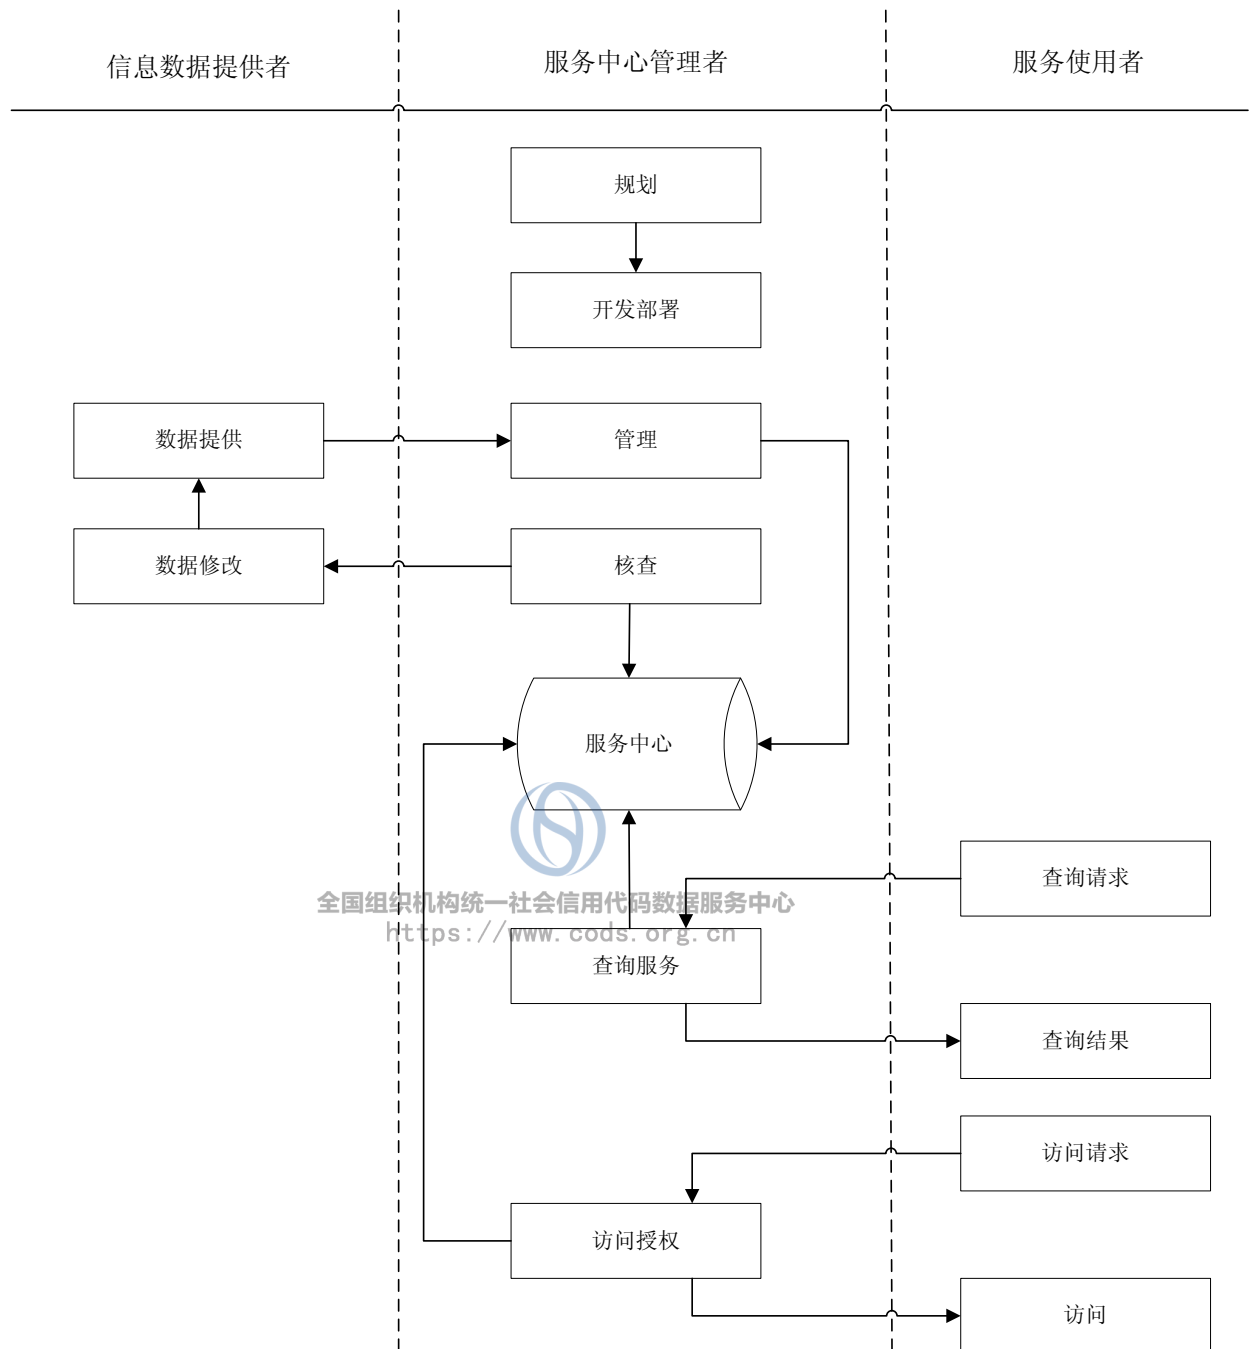 信息数据提供者
服务中心管理者
服务使用者
规划
开发部署
数据提供
管理
数据修改
核查
服务中心
查询请求
全国组织机构统一社会信用代码数据服务中心
https://www.cods.org.cn
查询服务
查询结果
访问请求
访问授权
访问